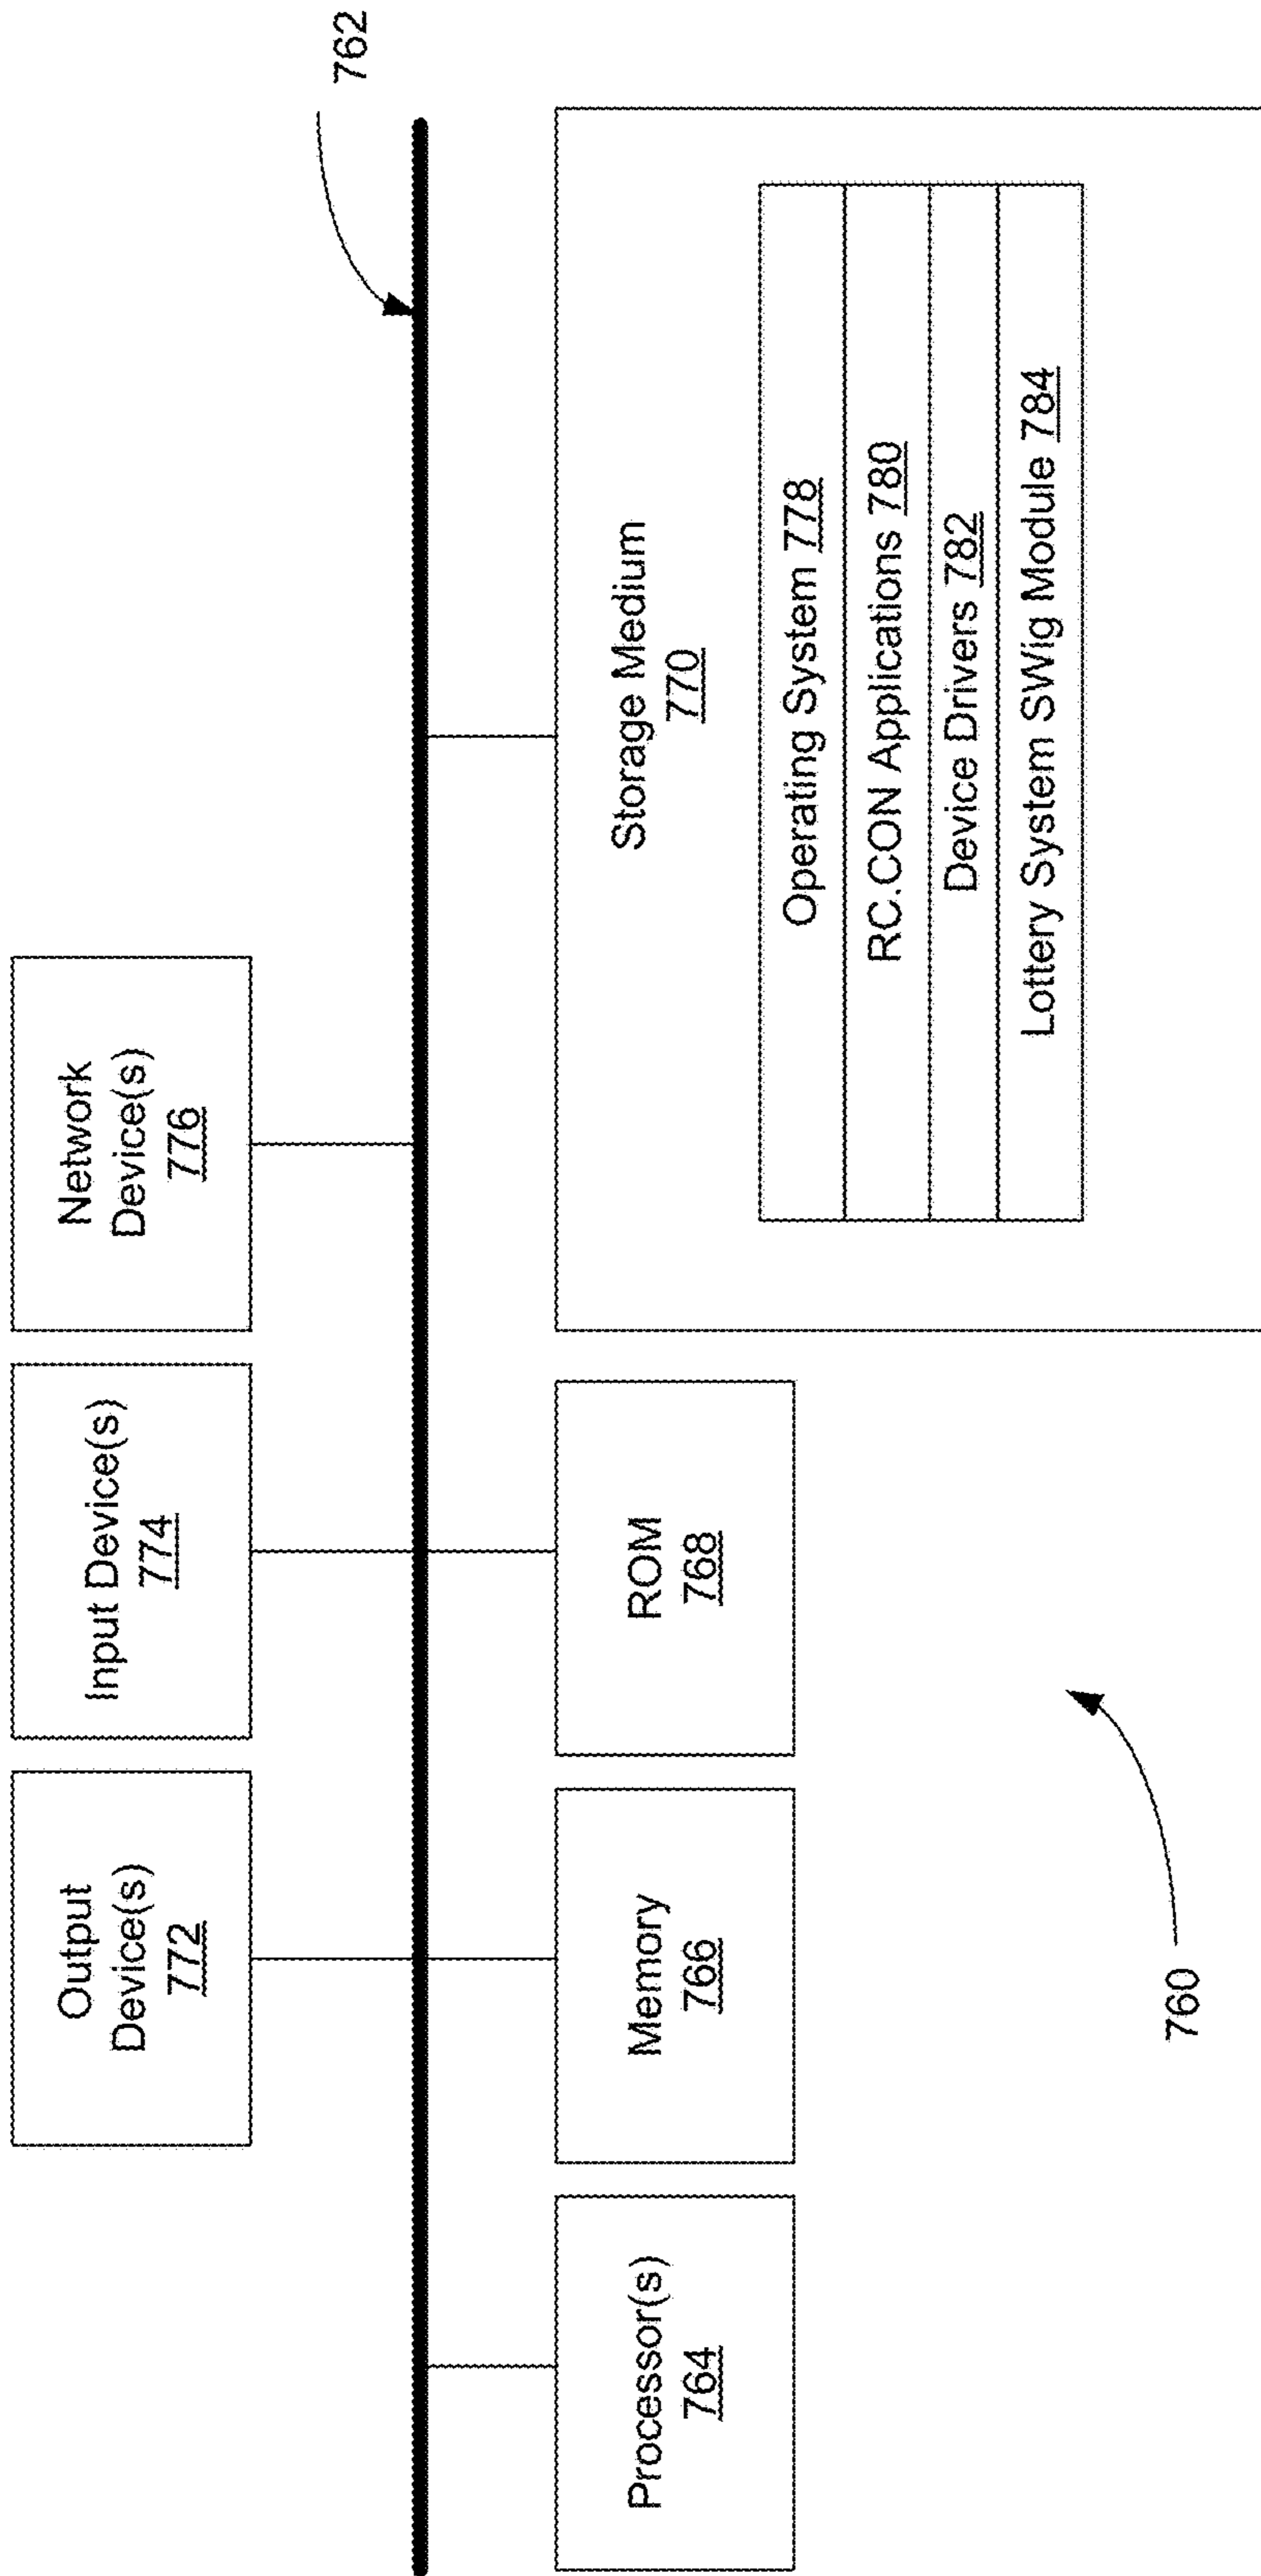 762
Output
Device(s)
772
Input Device(s)
774
Network
Device(s)
776
Processor(s)
764
Memory
766
ROM
768
Storage Medium
770
Operating System 778
RC.CON Applications 780
Device Drivers 782
Lottery System SWig Module 784
760